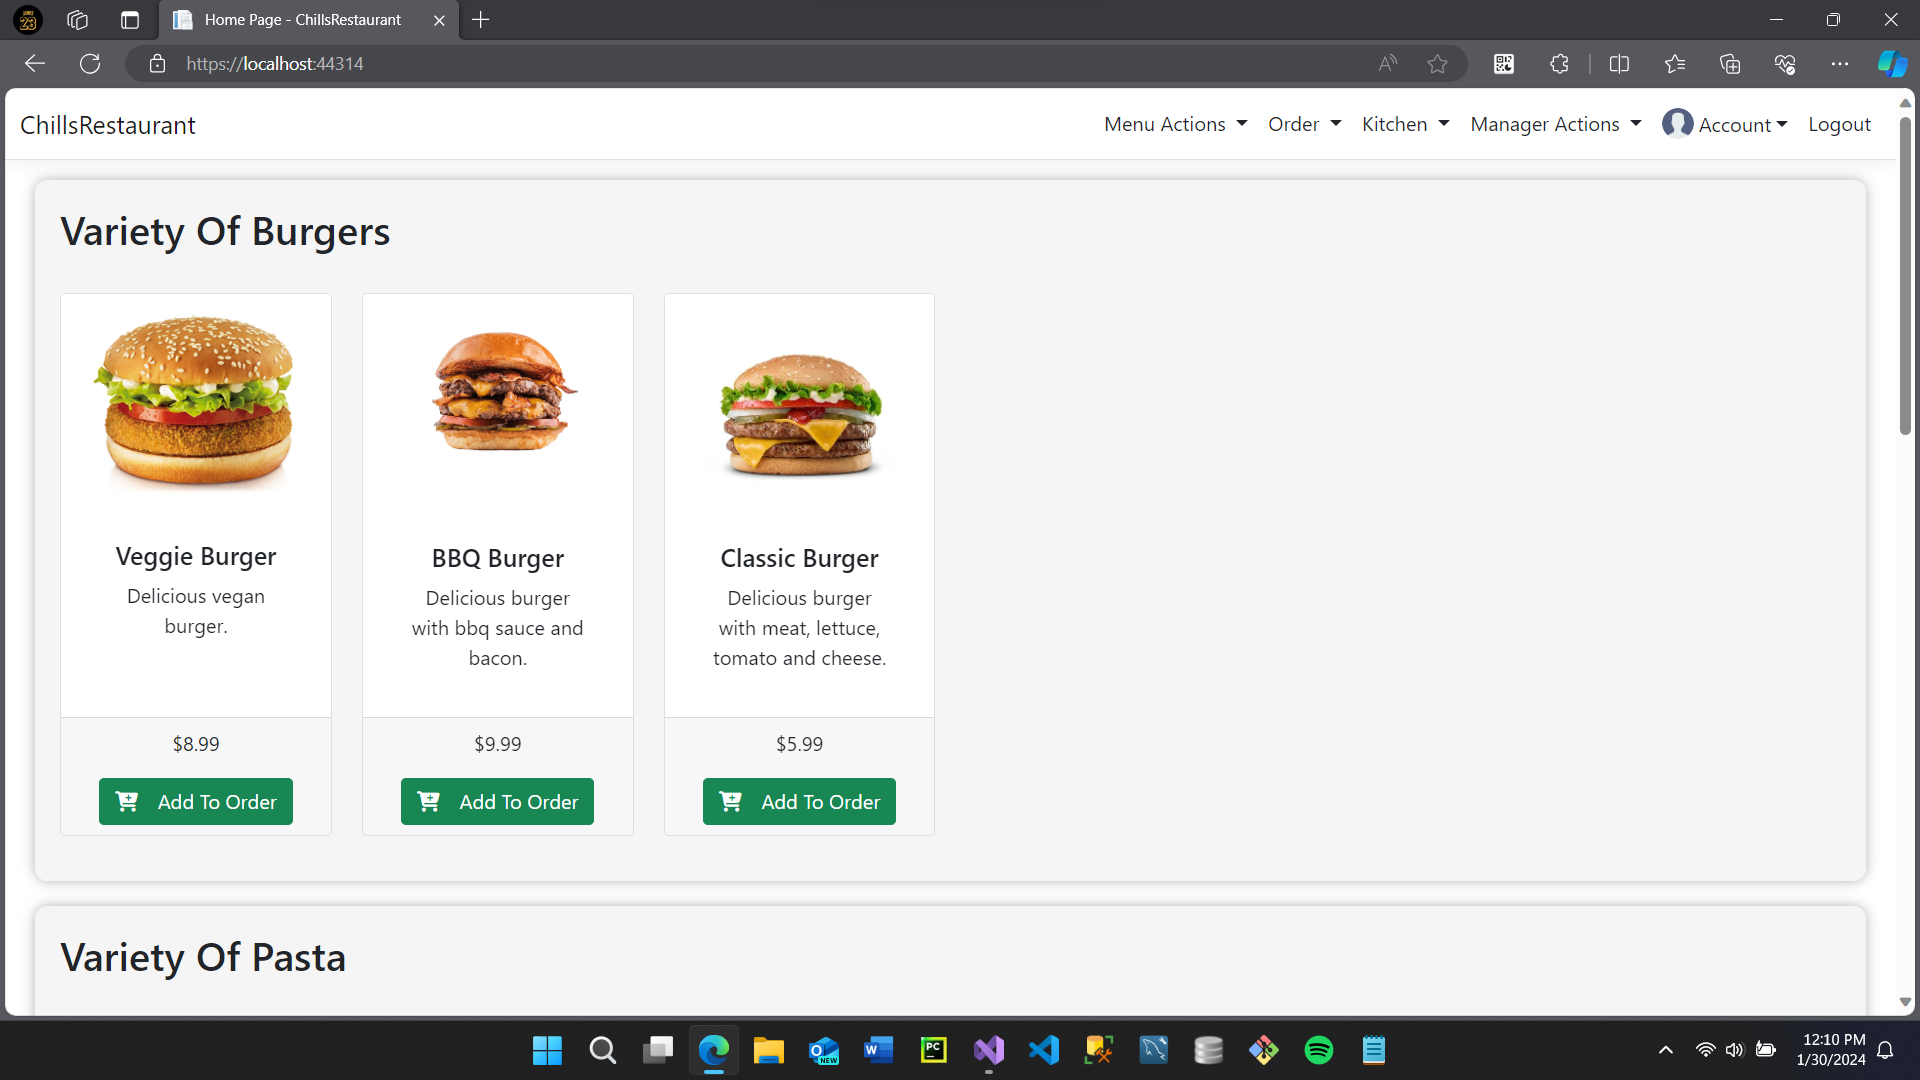 Home Page - ChillsRestaurant
https://localhost:44314
ChillsRestaurant
Menu Actions
Order
Kitchen
Manager Actions
Account
Logout
Variety Of Burgers
Veggie Burger
Delicious vegan
burger.
$8.99
Add To Order
BBQ Burger
Delicious burger
with bbq sauce and
bacon.
$9.99
Add To Order
Classic Burger
Delicious burger
with meat, lettuce,
tomato and cheese.
$5.99
Add To Order
Variety Of Pasta
12:10 PM
1/30/2024